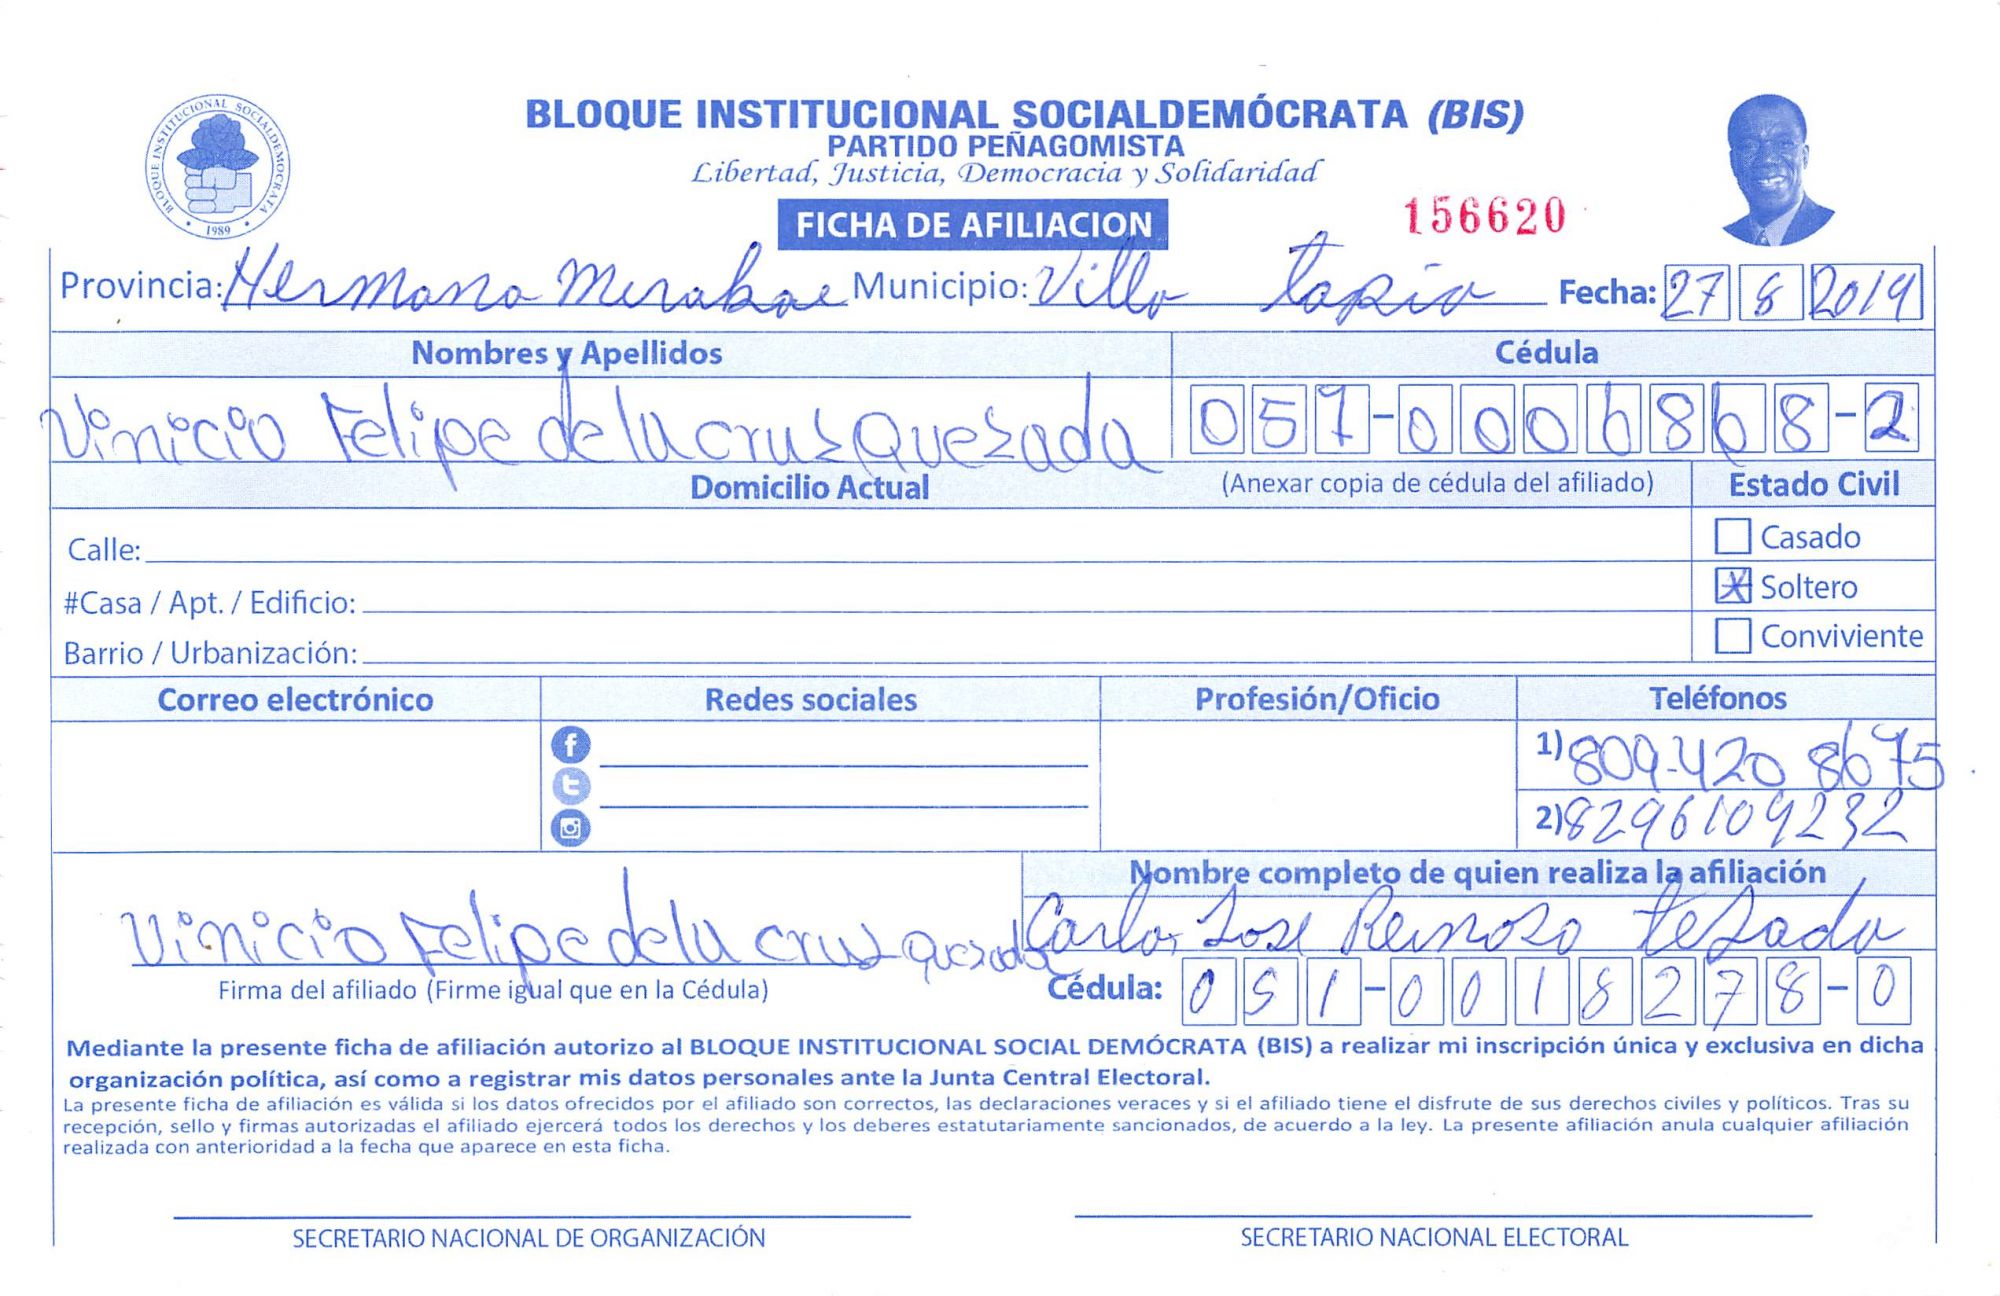 BLOQUE INSTITUCIONAL SOCIALDEMOCRATA
1989
BLOQUE INSTITUCIONAL SOCIALDEMÓCRATA (BIS)
PARTIDO PEÑAGOMISTA
Libertad, Justicia, Democracia y Solidaridad
FICHA DE AFILIACION
156620
Provincia: Hermana Mirabae Municipio: Villa tapia Fecha: 27 8 2019
Nombres y Apellidos Cédula
Vinicio Felipe de la cruz Quezada 057-0006868-2
Domicilio Actual (Anexar copia de cédula del afiliado) Estado Civil
Calle: Casado
#Casa / Apt. / Edificio: X Soltero
Barrio / Urbanización: Conviviente
Correo electrónico Redes sociales Profesión/Oficio Teléfonos
1) 809-420 8675
2) 8296109232
Nombre completo de quien realiza la afiliación
Vinicio Felipe de la cruz Quezada Carlos Jose Reinoso tesada
Firma del afiliado (Firme igual que en la Cédula) Cédula: 051-0018278-0
Mediante la presente ficha de afiliación autorizo al BLOQUE INSTITUCIONAL SOCIAL DEMÓCRATA (BIS) a realizar mi inscripción única y exclusiva en dicha
organización política, así como a registrar mis datos personales ante la Junta Central Electoral.
La presente ficha de afiliación es válida si los datos ofrecidos por el afiliado son correctos, las declaraciones veraces y si el afiliado tiene el disfrute de sus derechos civiles y políticos. Tras su
recepción, sello y firmas autorizadas el afiliado ejercerá todos los derechos y los deberes estatutariamente sancionados, de acuerdo a la ley. La presente afiliación anula cualquier afiliación
realizada con anterioridad a la fecha que aparece en esta ficha.
SECRETARIO NACIONAL DE ORGANIZACIÓN SECRETARIO NACIONAL ELECTORAL